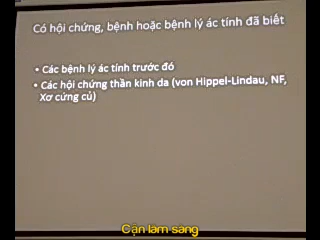 Có hội chứng, bệnh hoặc bệnh lý ác tính đã biết
• Các bệnh lý ác tính trước đó
• Các hội chứng thần kinh da (von Hippel-Lindau, NF,
Xơ cứng củ)
Cận lâm sàng